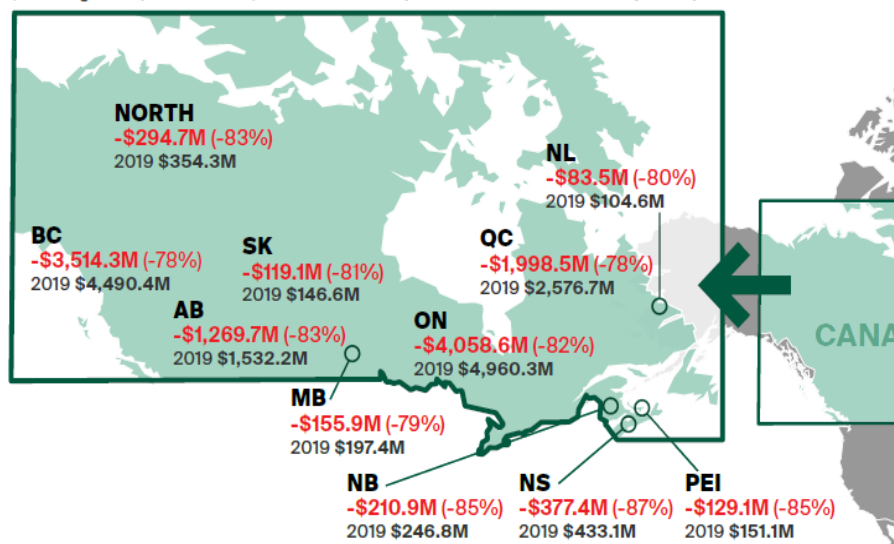 NORTH
-$294.7M (-83%)
2019 $354.3M
NL
-$83.5M (-80%)
2019 $104.6M
BC
-$3,514.3M (-78%)
2019 $4,490.4M
SK
-$119.1M (-81%)
2019 $146.6M
QC
-$1,998.5M (-78%)
2019 $2,576.7M
AB
-$1,269.7M (-83%)
2019 $1,532.2M
ON
-$4,058.6M (-82%)
2019 $4,960.3M
CANA
MB
-$155.9M (-79%)
2019 $197.4M
NB
-$210.9M (-85%)
2019 $246.8M
NS
-$377.4M (-87%)
2019 $433.1M
PEI
-$129.1M (-85%)
2019 $151.1M